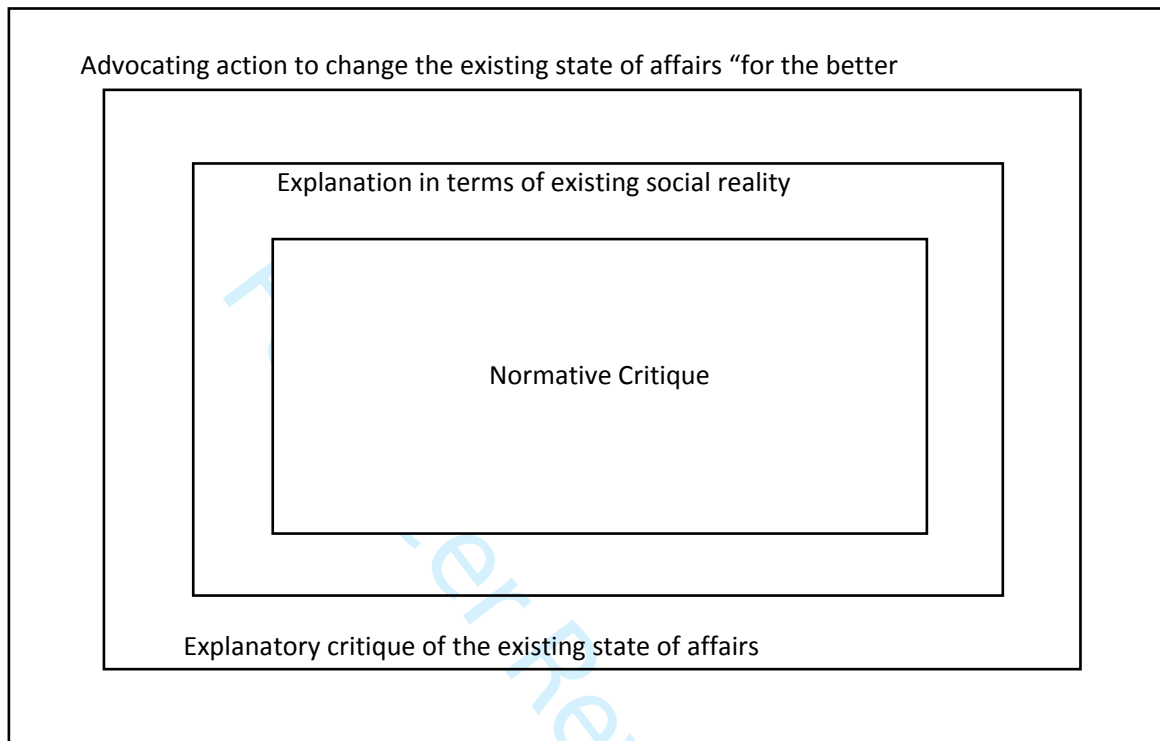 Advocating action to change the existing state of affairs “for the better
Explanation in terms of existing social reality
Normative Critique
Explanatory critique of the existing state of affairs